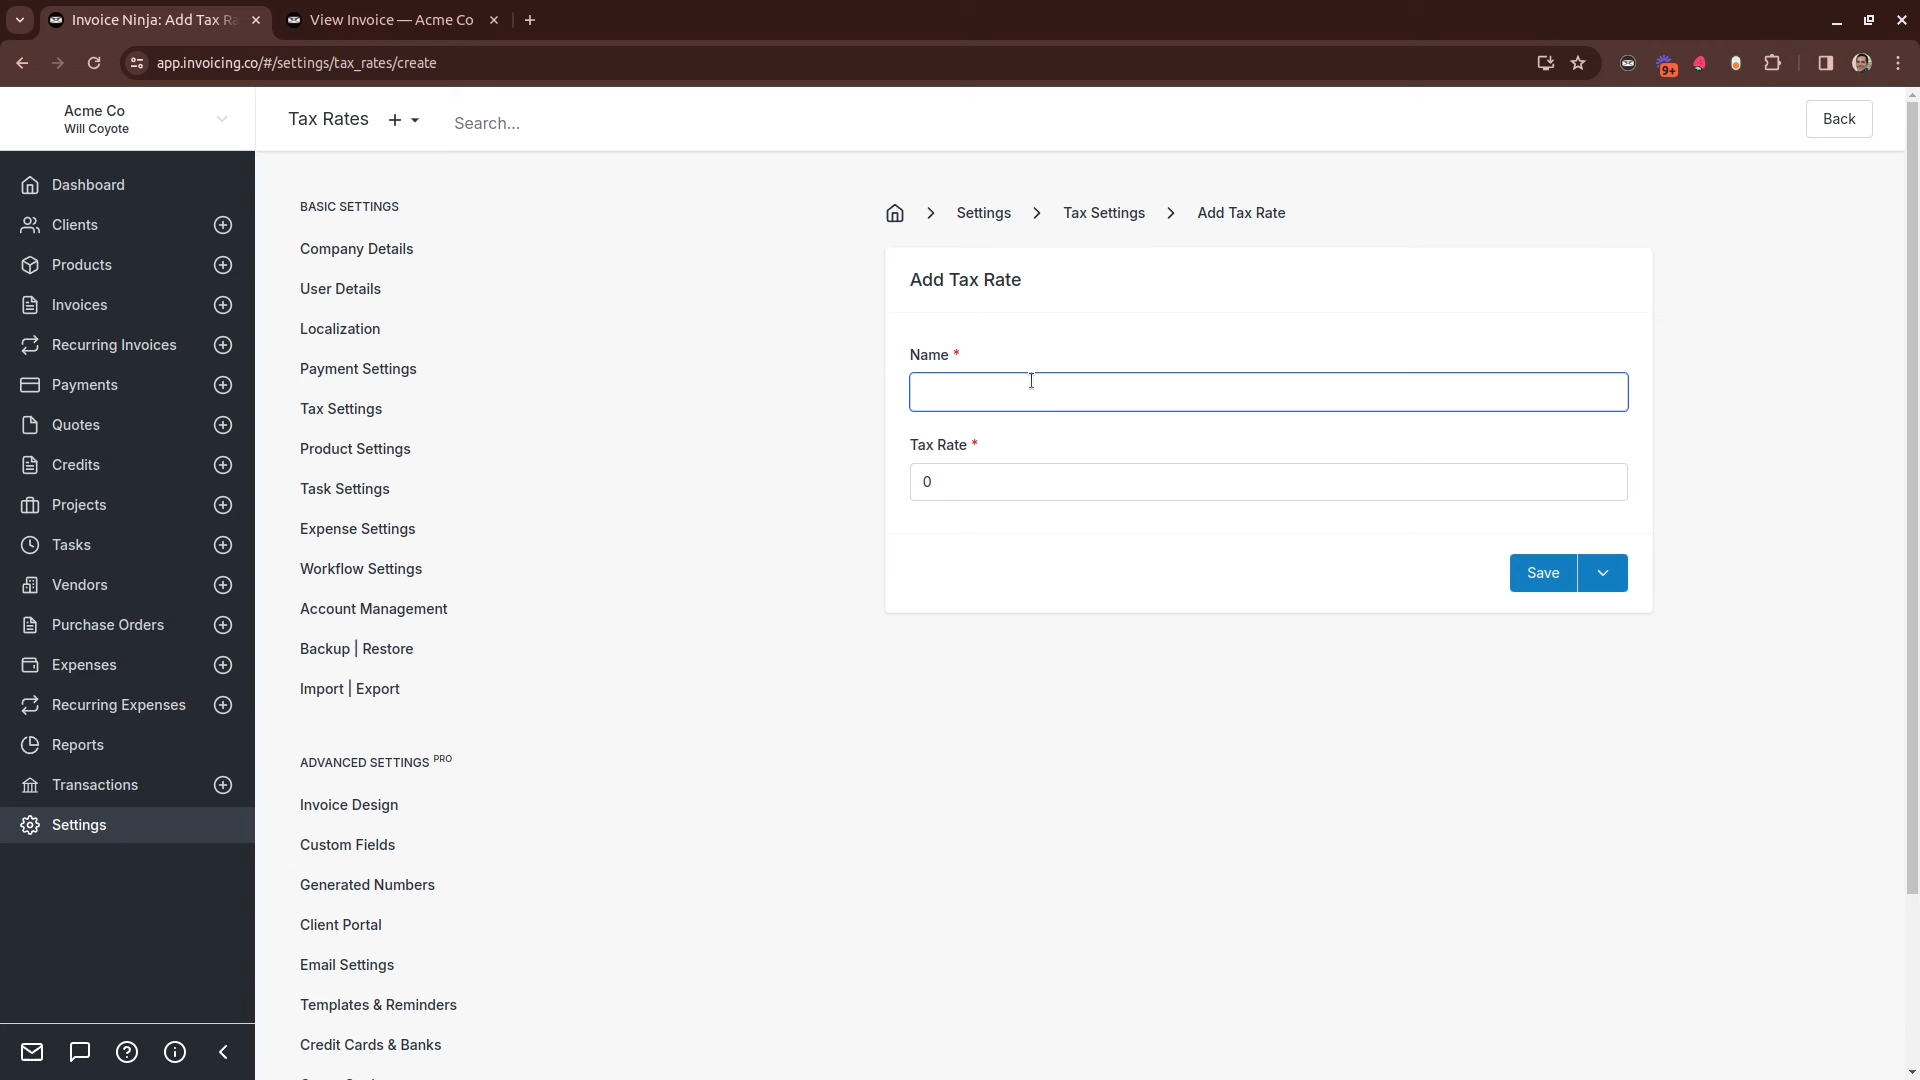 Invoice Ninja: Add Tax Ra
View Invoice — Acme Co
app.invoicing.co/#/settings/tax_rates/create
9+
Acme Co
Will Coyote
Tax Rates
Search...
Back
Dashboard
Clients
Products
Invoices
Recurring Invoices
Payments
Quotes
Credits
Projects
Tasks
Vendors
Purchase Orders
Expenses
Recurring Expenses
Reports
Transactions
Settings
BASIC SETTINGS
Company Details
User Details
Localization
Payment Settings
Tax Settings
Product Settings
Task Settings
Expense Settings
Workflow Settings
Account Management
Backup | Restore
Import | Export
ADVANCED SETTINGS PRO
Invoice Design
Custom Fields
Generated Numbers
Client Portal
Email Settings
Templates & Reminders
Credit Cards & Banks
Settings > Tax Settings > Add Tax Rate
Add Tax Rate
Name *
Tax Rate *
0
Save